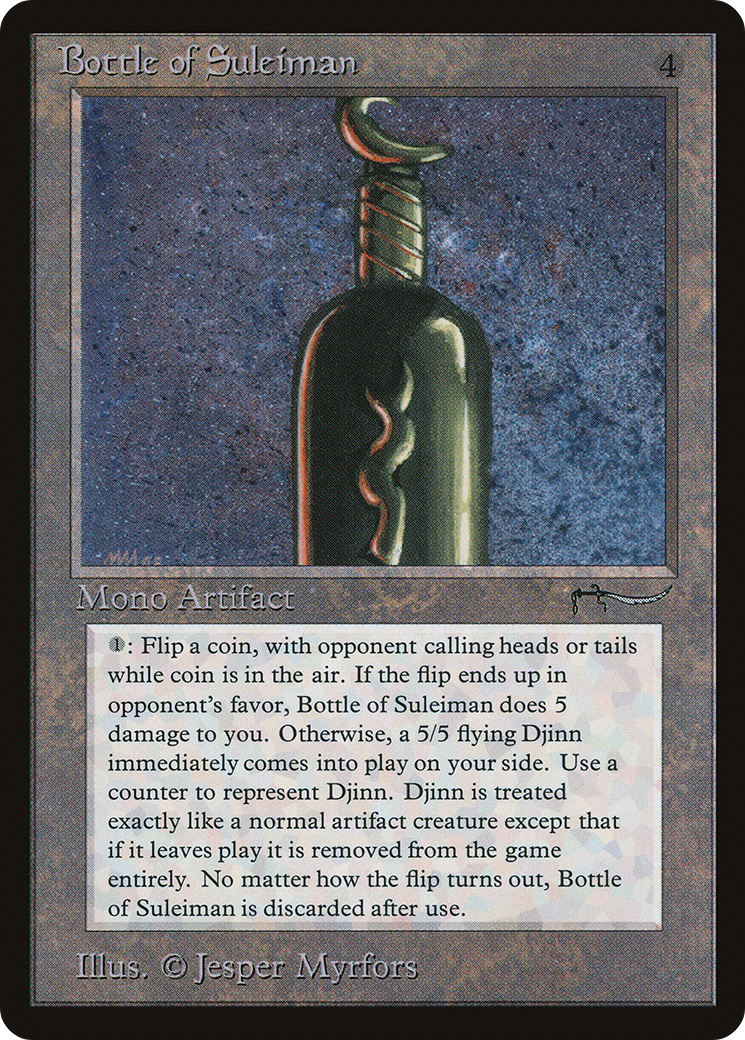 Bottle of Suleiman
4
Mono Artifact
1: Flip a coin, with opponent calling heads or tails
while coin is in the air. If the flip ends up in
opponent's favor, Bottle of Suleiman does 5
damage to you. Otherwise, a 5/5 flying Djinn
immediately comes into play on your side. Use a
counter to represent Djinn. Djinn is treated
exactly like a normal artifact creature except that
if it leaves play it is removed from the game
entirely. No matter how the flip turns out, Bottle
of Suleiman is discarded after use.
Illus. © Jesper Myrfors